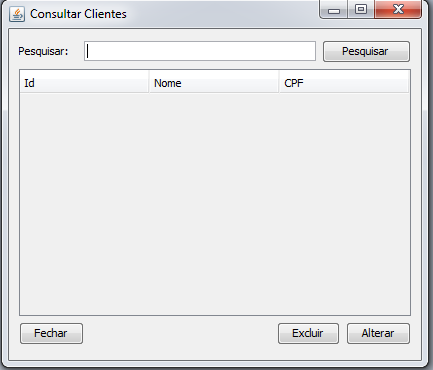 Consultar Clientes
Pesquisar: Pesquisar
Id Nome CPF
Fechar Excluir Alterar